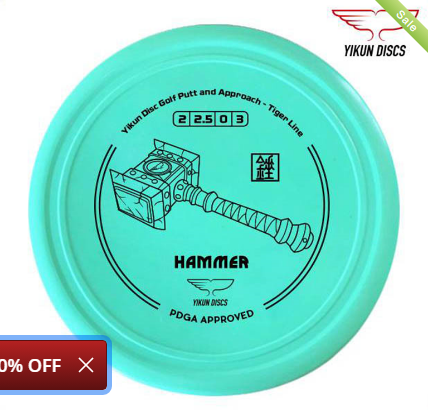 YIKUN DISCS
Sale
Yikun Disc Golf Putt and Approach - Tiger Line
2 2.5 0 3
HAMMER
YIKUN DISCS
PDGA APPROVED
0% OFF